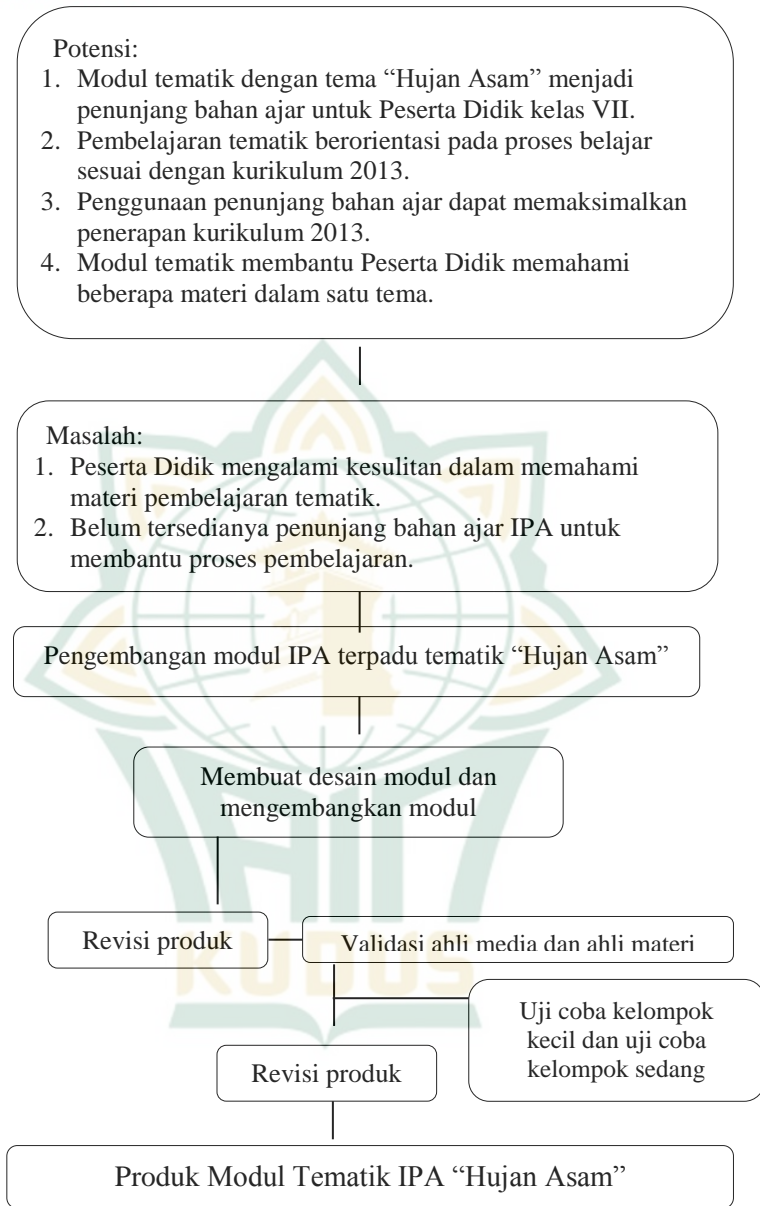 Potensi:
1. Modul tematik dengan tema “Hujan Asam” menjadi
penunjang bahan ajar untuk Peserta Didik kelas VII.
2. Pembelajaran tematik berorientasi pada proses belajar
sesuai dengan kurikulum 2013.
3. Penggunaan penunjang bahan ajar dapat memaksimalkan
penerapan kurikulum 2013.
4. Modul tematik membantu Peserta Didik memahami
beberapa materi dalam satu tema.
Masalah:
1. Peserta Didik mengalami kesulitan dalam memahami
materi pembelajaran tematik.
2. Belum tersedianya penunjang bahan ajar IPA untuk
membantu proses pembelajaran.
Pengembangan modul IPA terpadu tematik “Hujan Asam”
Membuat desain modul dan
mengembangkan modul
Revisi produk
Validasi ahli media dan ahli materi
KUDUS
Uji coba kelompok
kecil dan uji coba
kelompok sedang
Revisi produk
Produk Modul Tematik IPA “Hujan Asam”